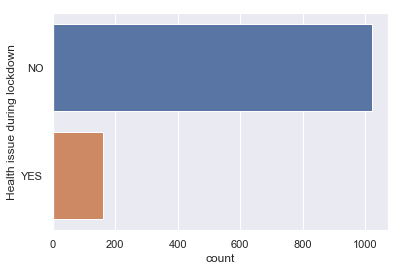 Health issue during lockdown
NO
YES
0 200 400 600 800 1000
count